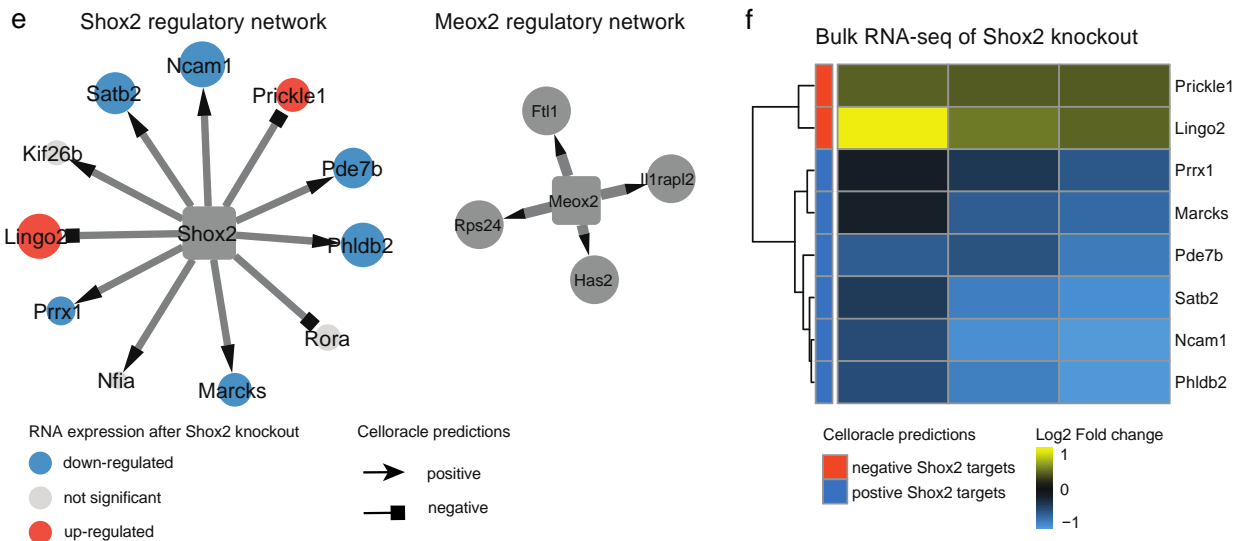 e
Shox2 regulatory network
Meox2 regulatory network
Ncam1
Satb2
Prickle1
Kif26b
Pde7b
Lingo2
Shox2
Phldb2
Prrx1
Rora
Nfia
Marcks
Ftl1
Il1rapl2
Meox2
Rps24
Has2
RNA expression after Shox2 knockout
down-regulated
not significant
up-regulated
Celloracle predictions
positive
negative
f
Bulk RNA-seq of Shox2 knockout
Prickle1
Lingo2
Prrx1
Marcks
Pde7b
Satb2
Ncam1
Phldb2
Celloracle predictions
negative Shox2 targets
postive Shox2 targets
Log2 Fold change
1
0
−1